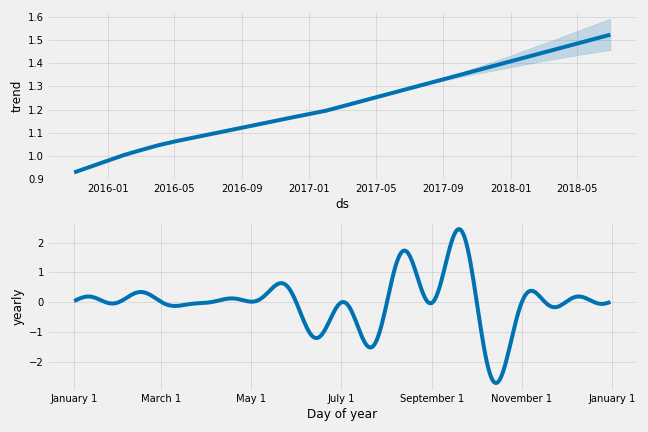 1.6
1.5
1.4
1.3
1.2
1.1
1.0
0.9
trend
2016-01 2016-05 2016-09 2017-01 2017-05 2017-09 2018-01 2018-05
ds
2
1
0
−1
−2
yearly
January 1 March 1 May 1 July 1 September 1 November 1 January 1
Day of year